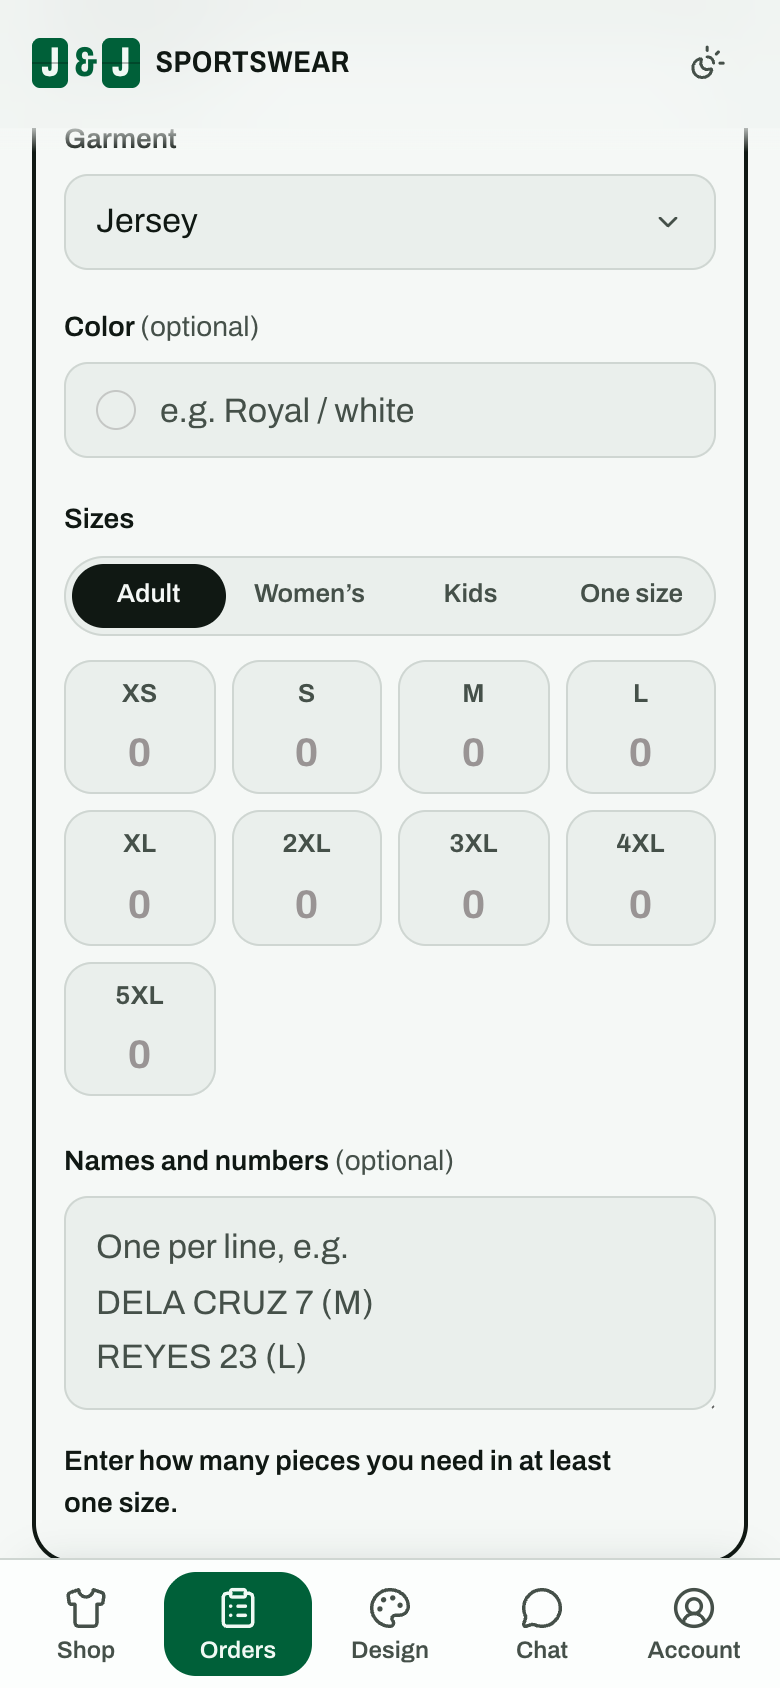 J & J SPORTSWEAR
Garment
Jersey
Color (optional)
e.g. Royal / white
Sizes
Adult Women’s Kids One size
XS S M L
0 0 0 0
XL 2XL 3XL 4XL
0 0 0 0
5XL
0
Names and numbers (optional)
One per line, e.g.
DELA CRUZ 7 (M)
REYES 23 (L)
Enter how many pieces you need in at least
one size.
Shop Orders Design Chat Account